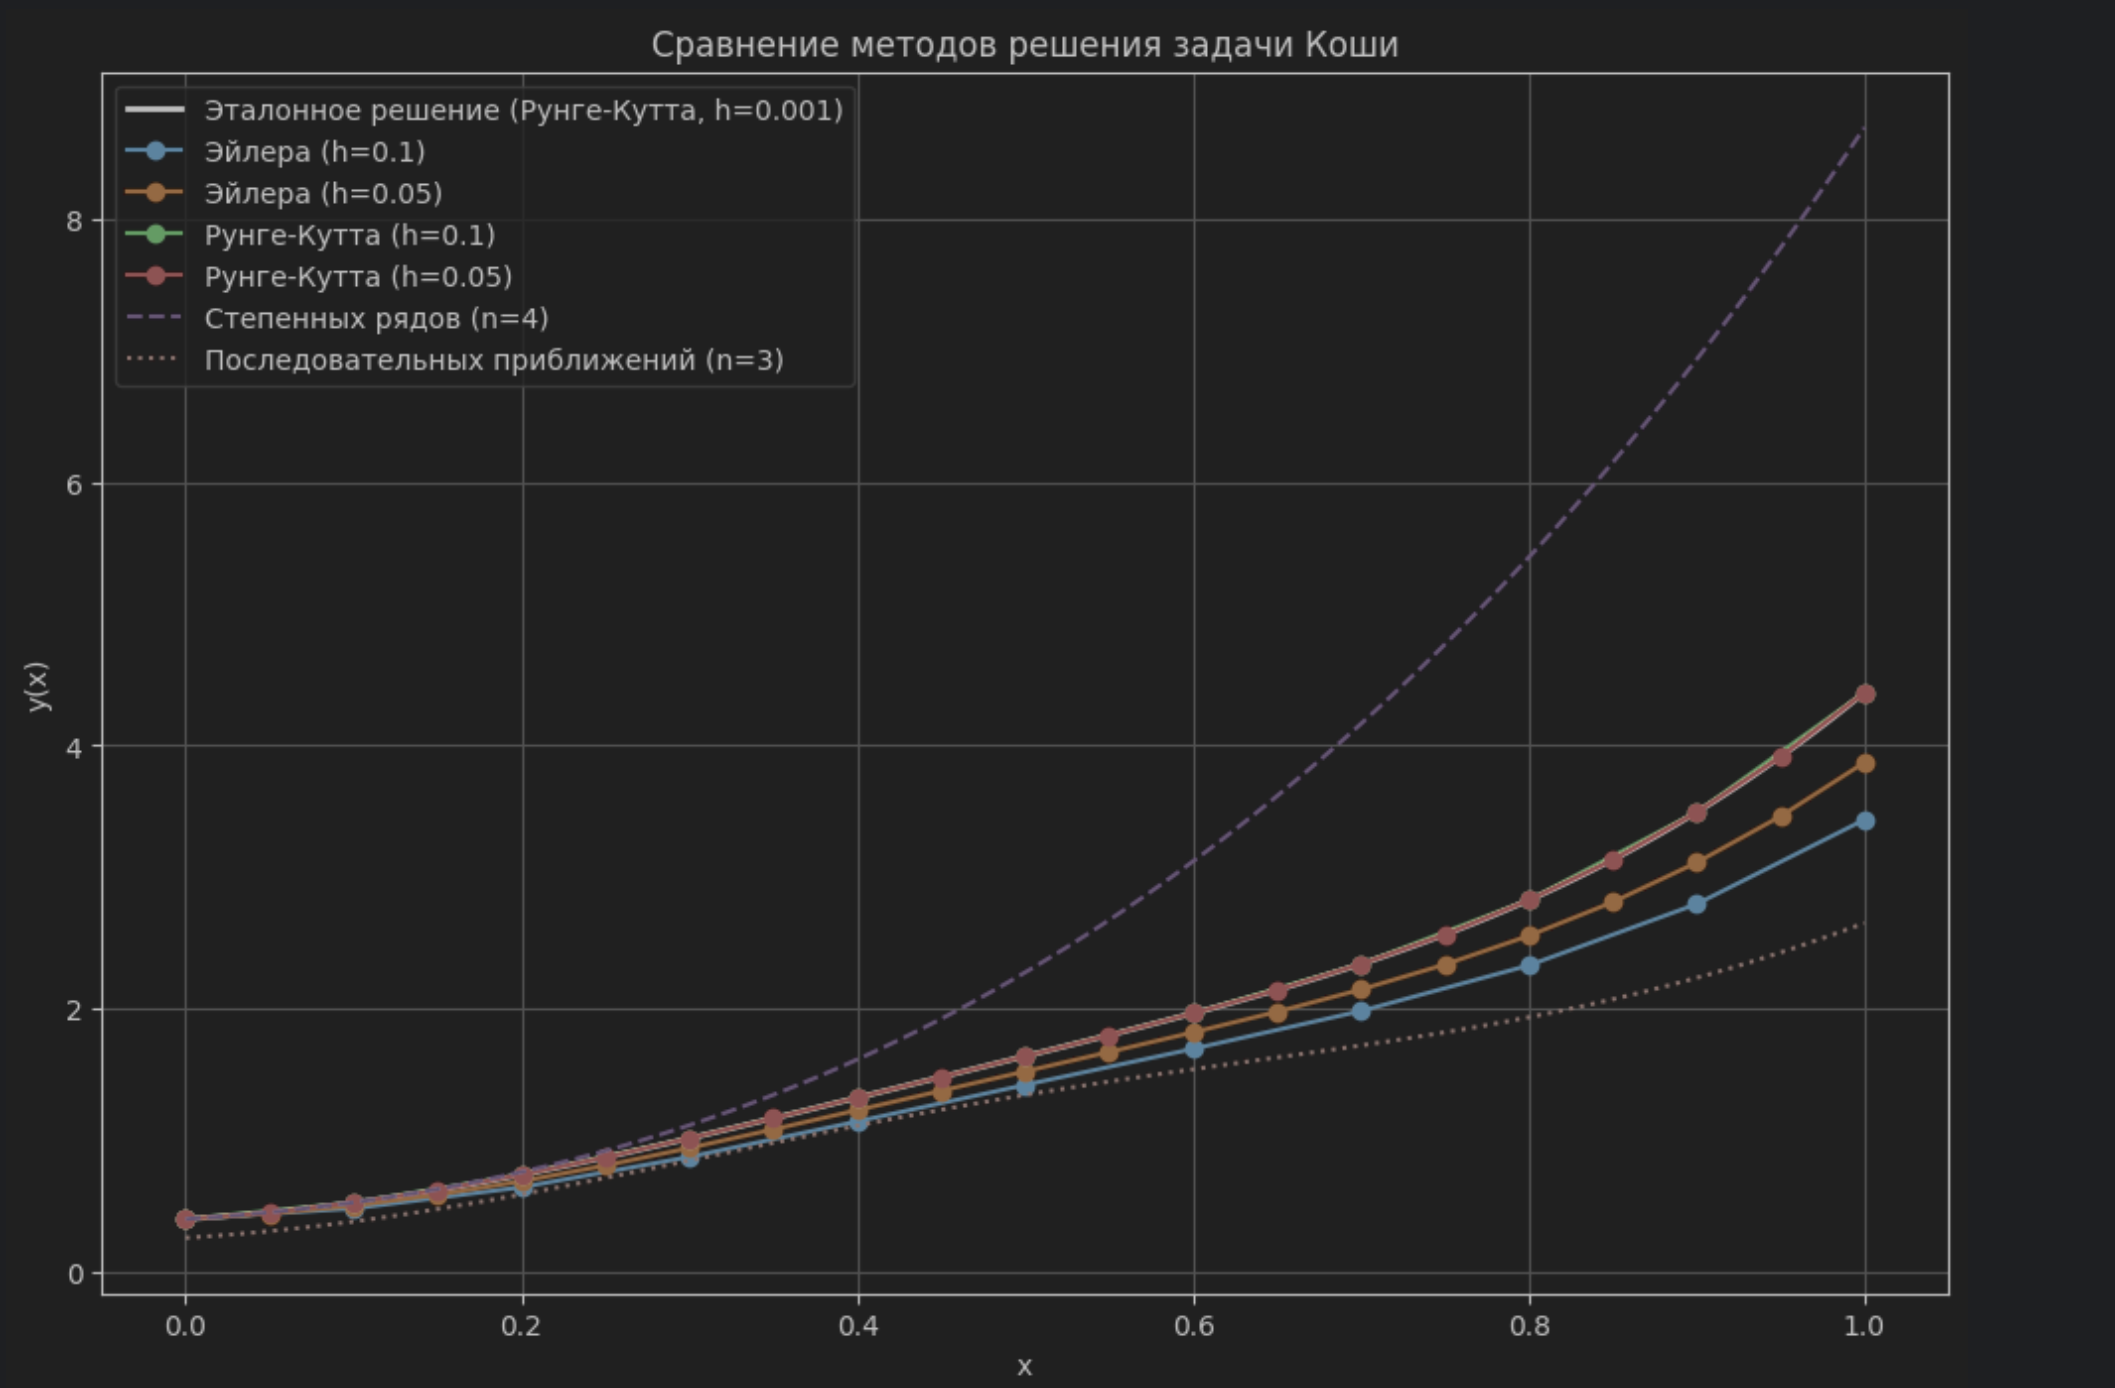 Сравнение методов решения задачи Коши
Эталонное решение (Рунге-Кутта, h=0.001)
Эйлера (h=0.1)
Эйлера (h=0.05)
Рунге-Кутта (h=0.1)
Рунге-Кутта (h=0.05)
Степенных рядов (n=4)
Последовательных приближений (n=3)
8
6
4
2
0
y(x)
0.0 0.2 0.4 0.6 0.8 1.0
x